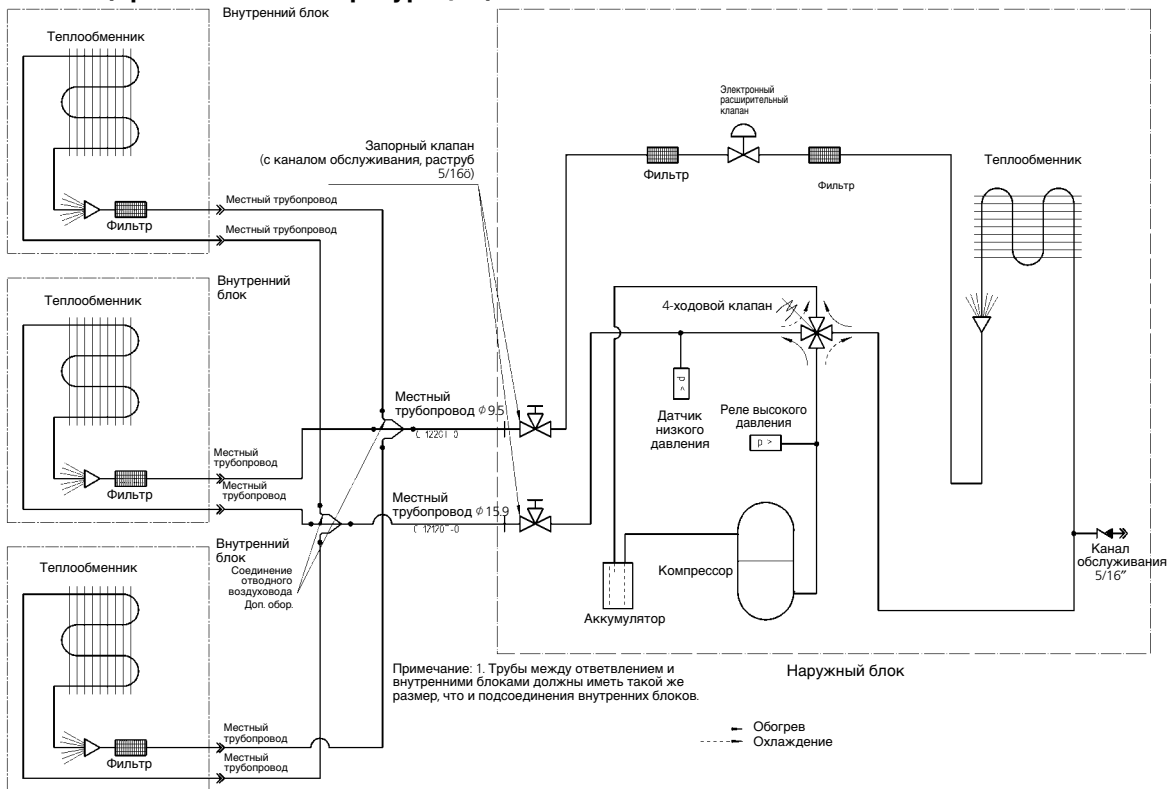 Внутренний блок
Теплообменник
Фильтр
Местный трубопровод
Местный трубопровод
Внутренний
блок
Теплообменник
Фильтр
Местный
трубопровод
Местный
трубопровод
Внутренний
блок
Теплообменник
Соединение
отводного
воздуховода
Доп. обор.
Фильтр
Местный
трубопровод
Местный
трубопровод
Запорный клапан
(с каналом обслуживания, раструб
5/16ö)
Местный
трубопровод ϕ 9.5
Местный
трубопровод ϕ 15.9
Электронный
расширительный
клапан
Фильтр
Фильтр
Теплообменник
4-ходовой клапан
p <
Датчик
низкого
давления
Реле высокого
давления
p >
Компрессор
Аккумулятор
Канал
обслуживания
5/16"
Наружный блок
Примечание: 1. Трубы между ответвлением и
внутренними блоками должны иметь такой же
размер, что и подсоединения внутренних блоков.
Обогрев
Охлаждение